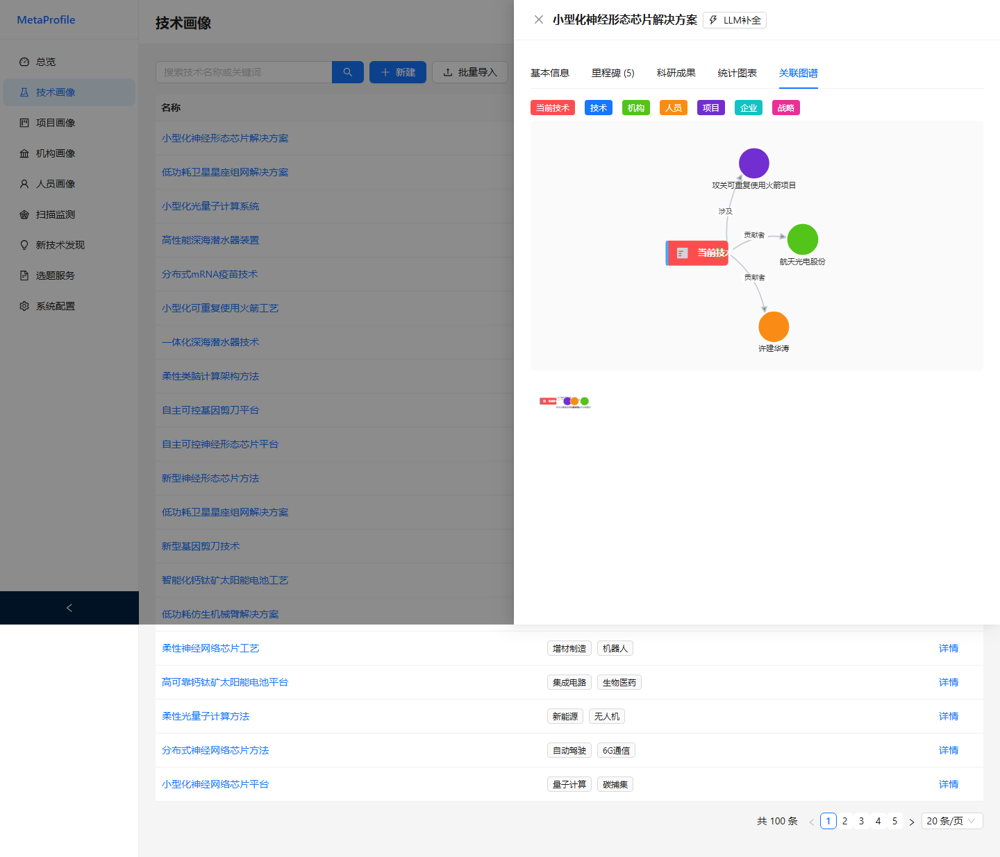 MetaProfile
总览
技术画像
项目画像
机构画像
人员画像
扫描监测
新技术发现
选题服务
系统配置
技术画像
搜索技术名称或关键词
新建
批量导入
名称
小型化神经形态芯片解决方案
低功耗卫星星座组网解决方案
小型化光量子计算系统
高性能深海潜水器装置
分布式mRNA疫苗技术
小型化可重复使用火箭工艺
一体化深海潜水器技术
柔性类脑计算架构方法
自主可控基因剪刀平台
自主可控神经形态芯片平台
新型神经形态芯片方法
低功耗卫星星座组网解决方案
新型基因剪刀技术
智能化钙钛矿太阳能电池工艺
低功耗仿生机械臂解决方案
柔性神经网络芯片工艺 增材制造 机器人 详情
高可靠钙钛矿太阳能电池平台 集成电路 生物医药 详情
柔性光量子计算方法 新能源 无人机 详情
分布式神经网络芯片方法 自动驾驶 6G通信 详情
小型化神经网络芯片平台 量子计算 碳捕集 详情
共 100 条 1 2 3 4 5 20 条/页
小型化神经形态芯片解决方案 LLM补全
基本信息 里程碑 (5) 科研成果 统计图表 关联图谱
当前技术 技术 机构 人员 项目 企业 战略
攻关可重复使用火箭项目
涉及
贡献者
当前技
航天光电股份
贡献者
许建华涛